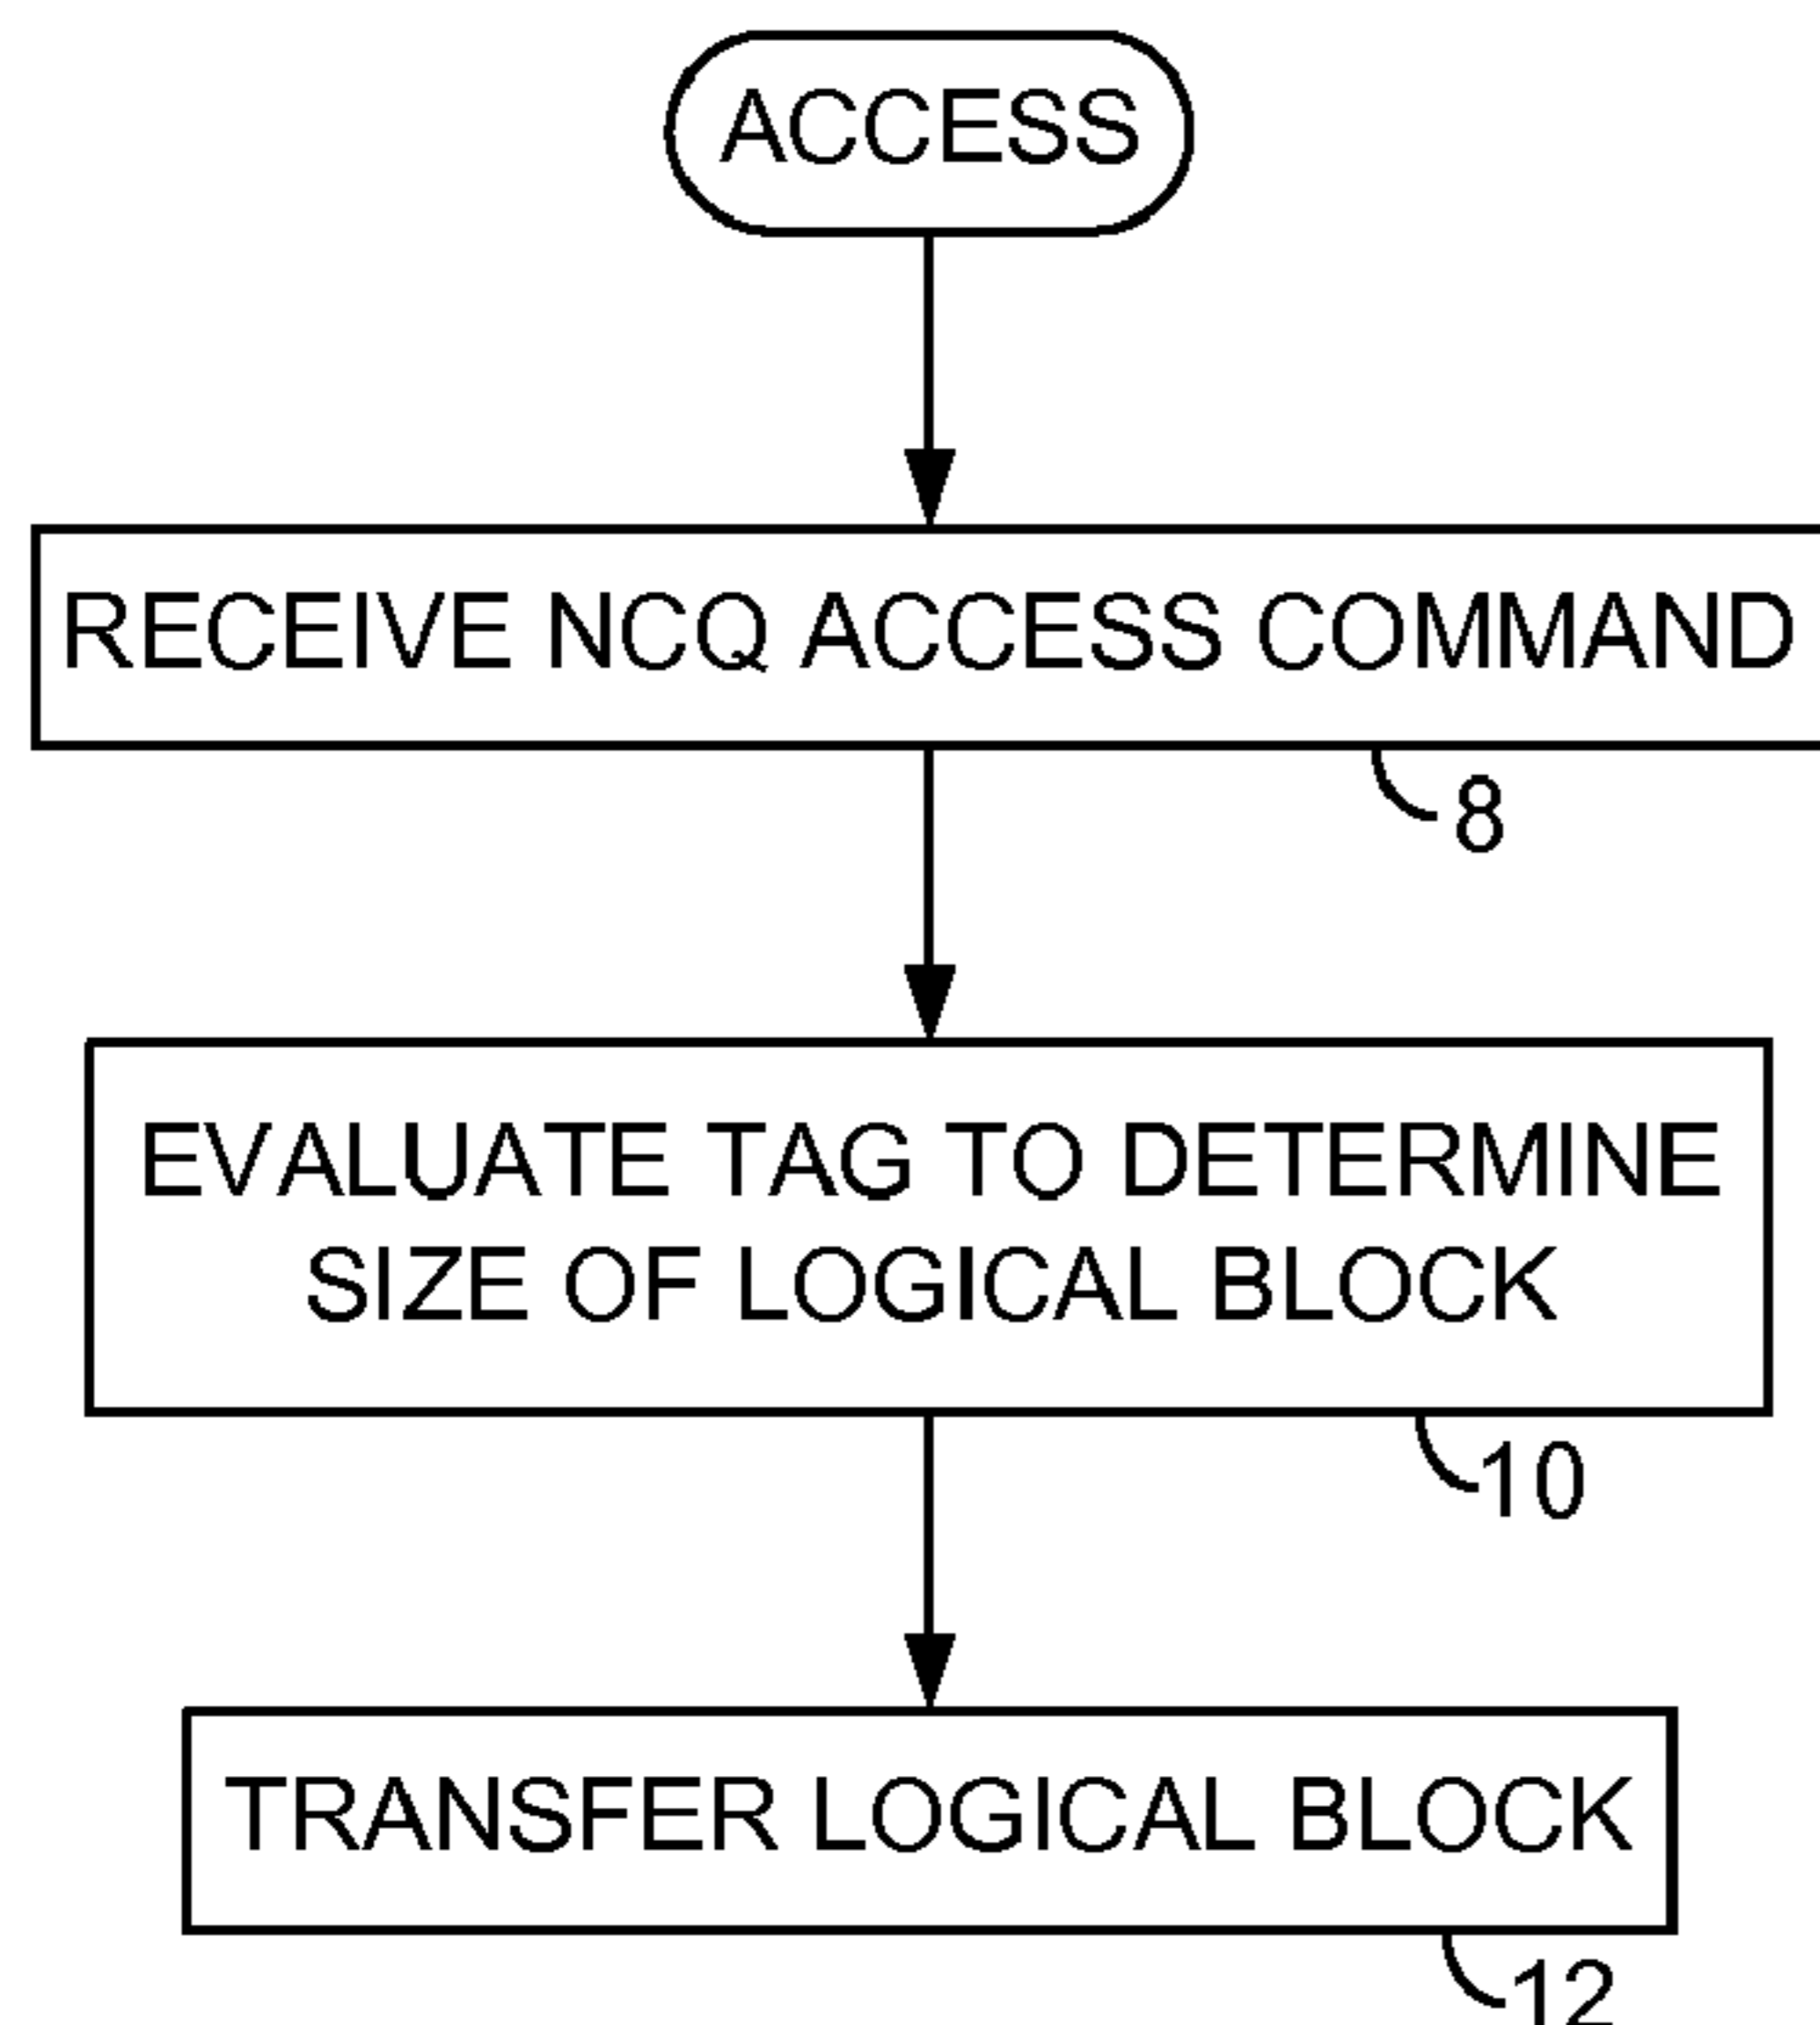 ACCESS
RECEIVE NCQ ACCESS COMMAND
8
EVALUATE TAG TO DETERMINE
SIZE OF LOGICAL BLOCK
10
TRANSFER LOGICAL BLOCK
12